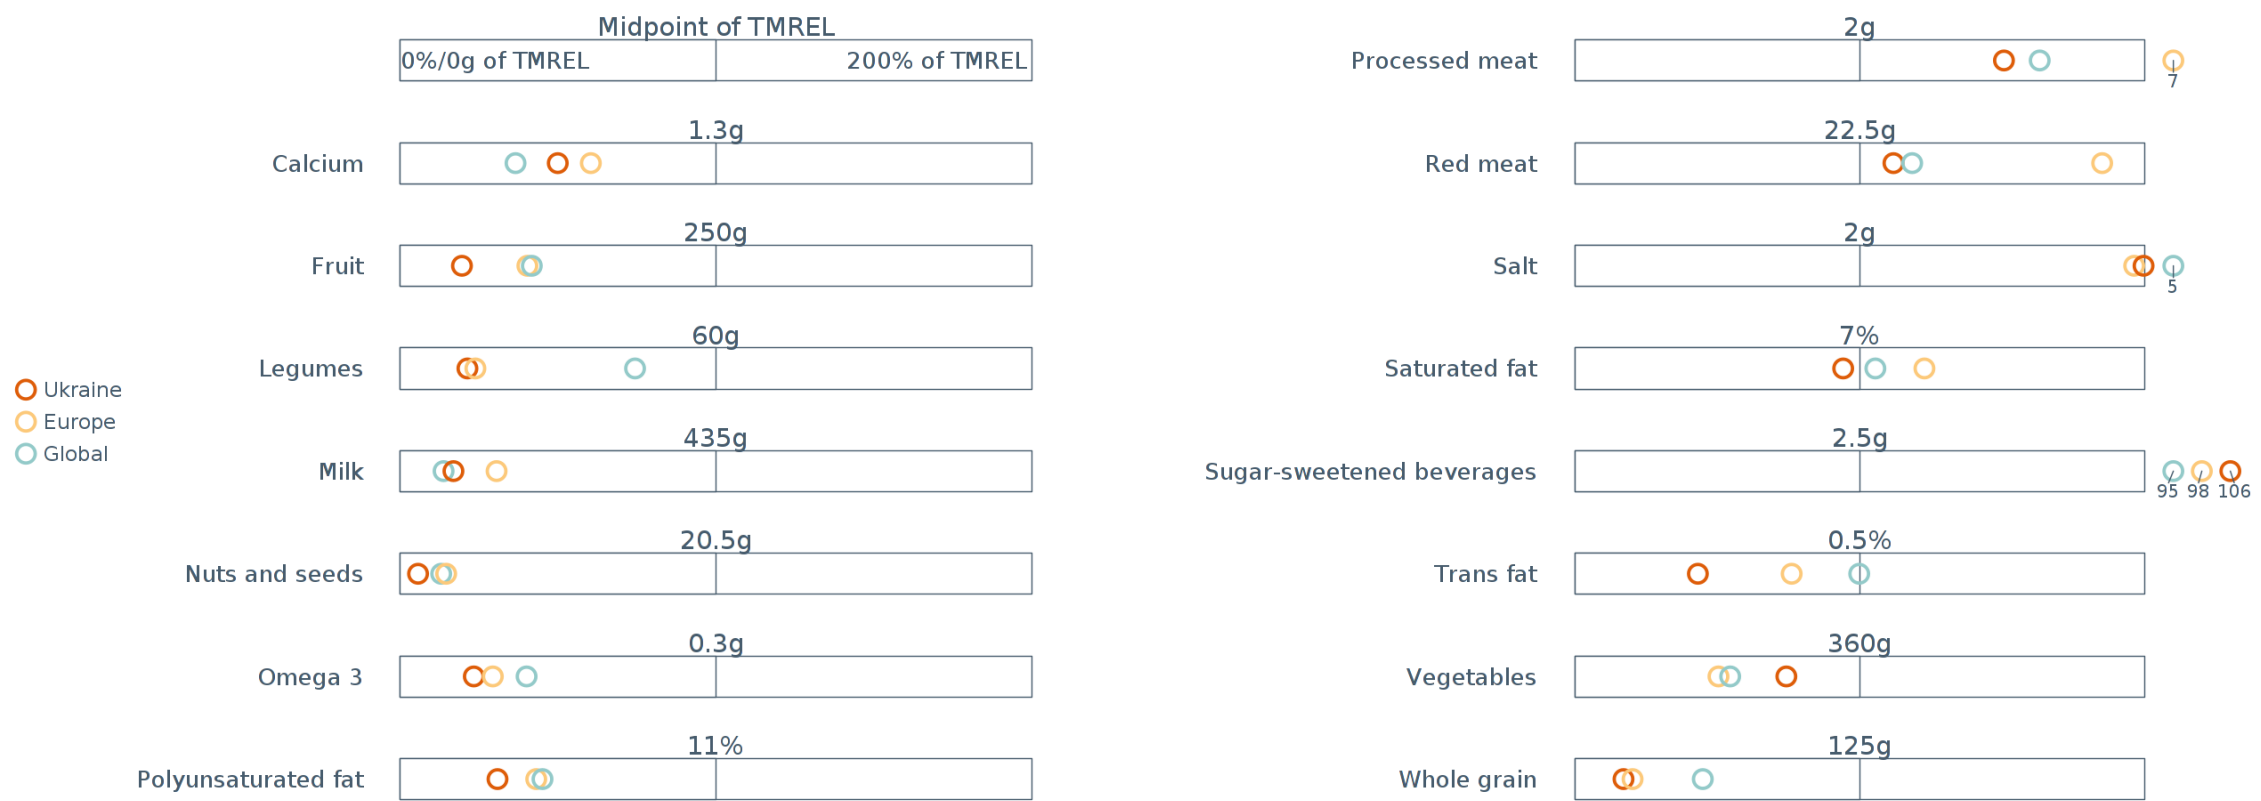 Midpoint of TMREL
0%/0g of TMREL
200% of TMREL
1.3g
Calcium
250g
Fruit
60g
Legumes
435g
Milk
20.5g
Nuts and seeds
0.3g
Omega 3
11%
Polyunsaturated fat
Ukraine
Europe
Global
2g
Processed meat
7
22.5g
Red meat
2g
Salt
5
7%
Saturated fat
2.5g
Sugar-sweetened beverages
95 98 106
0.5%
Trans fat
360g
Vegetables
125g
Whole grain